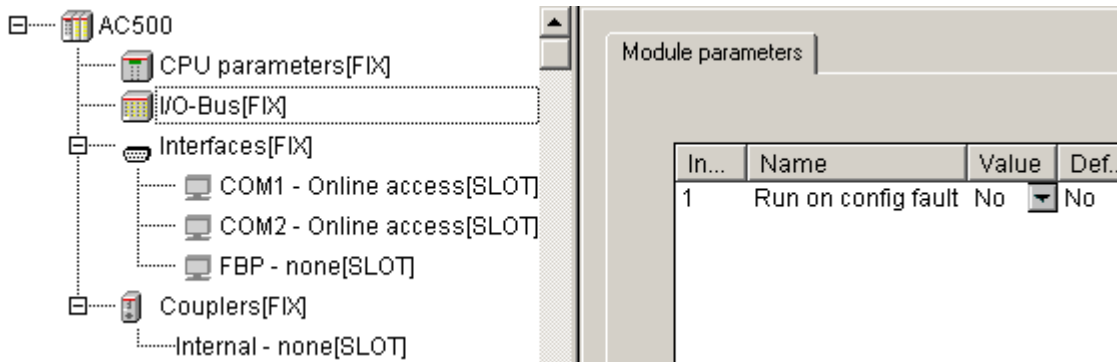 AC500
CPU parameters[FIX]
I/O-Bus[FIX]
Interfaces[FIX]
COM1 - Online access[SLOT]
COM2 - Online access[SLOT]
FBP - none[SLOT]
Couplers[FIX]
Internal - none[SLOT]
Module parameters
In... Name Value Def..
1 Run on config fault No No